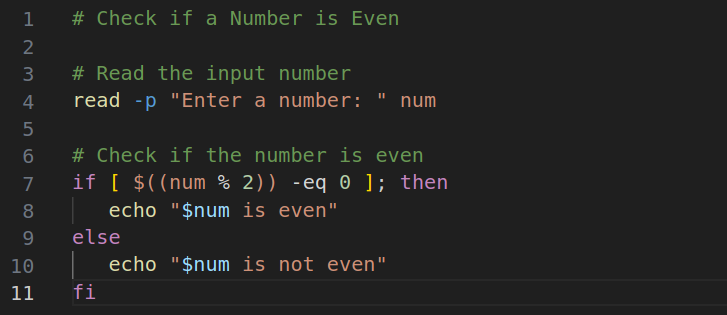 1 # Check if a Number is Even
2
3 # Read the input number
4 read -p "Enter a number: " num
5
6 # Check if the number is even
7 if [ $((num % 2)) -eq 0 ]; then
8    echo "$num is even"
9 else
10    echo "$num is not even"
11 fi